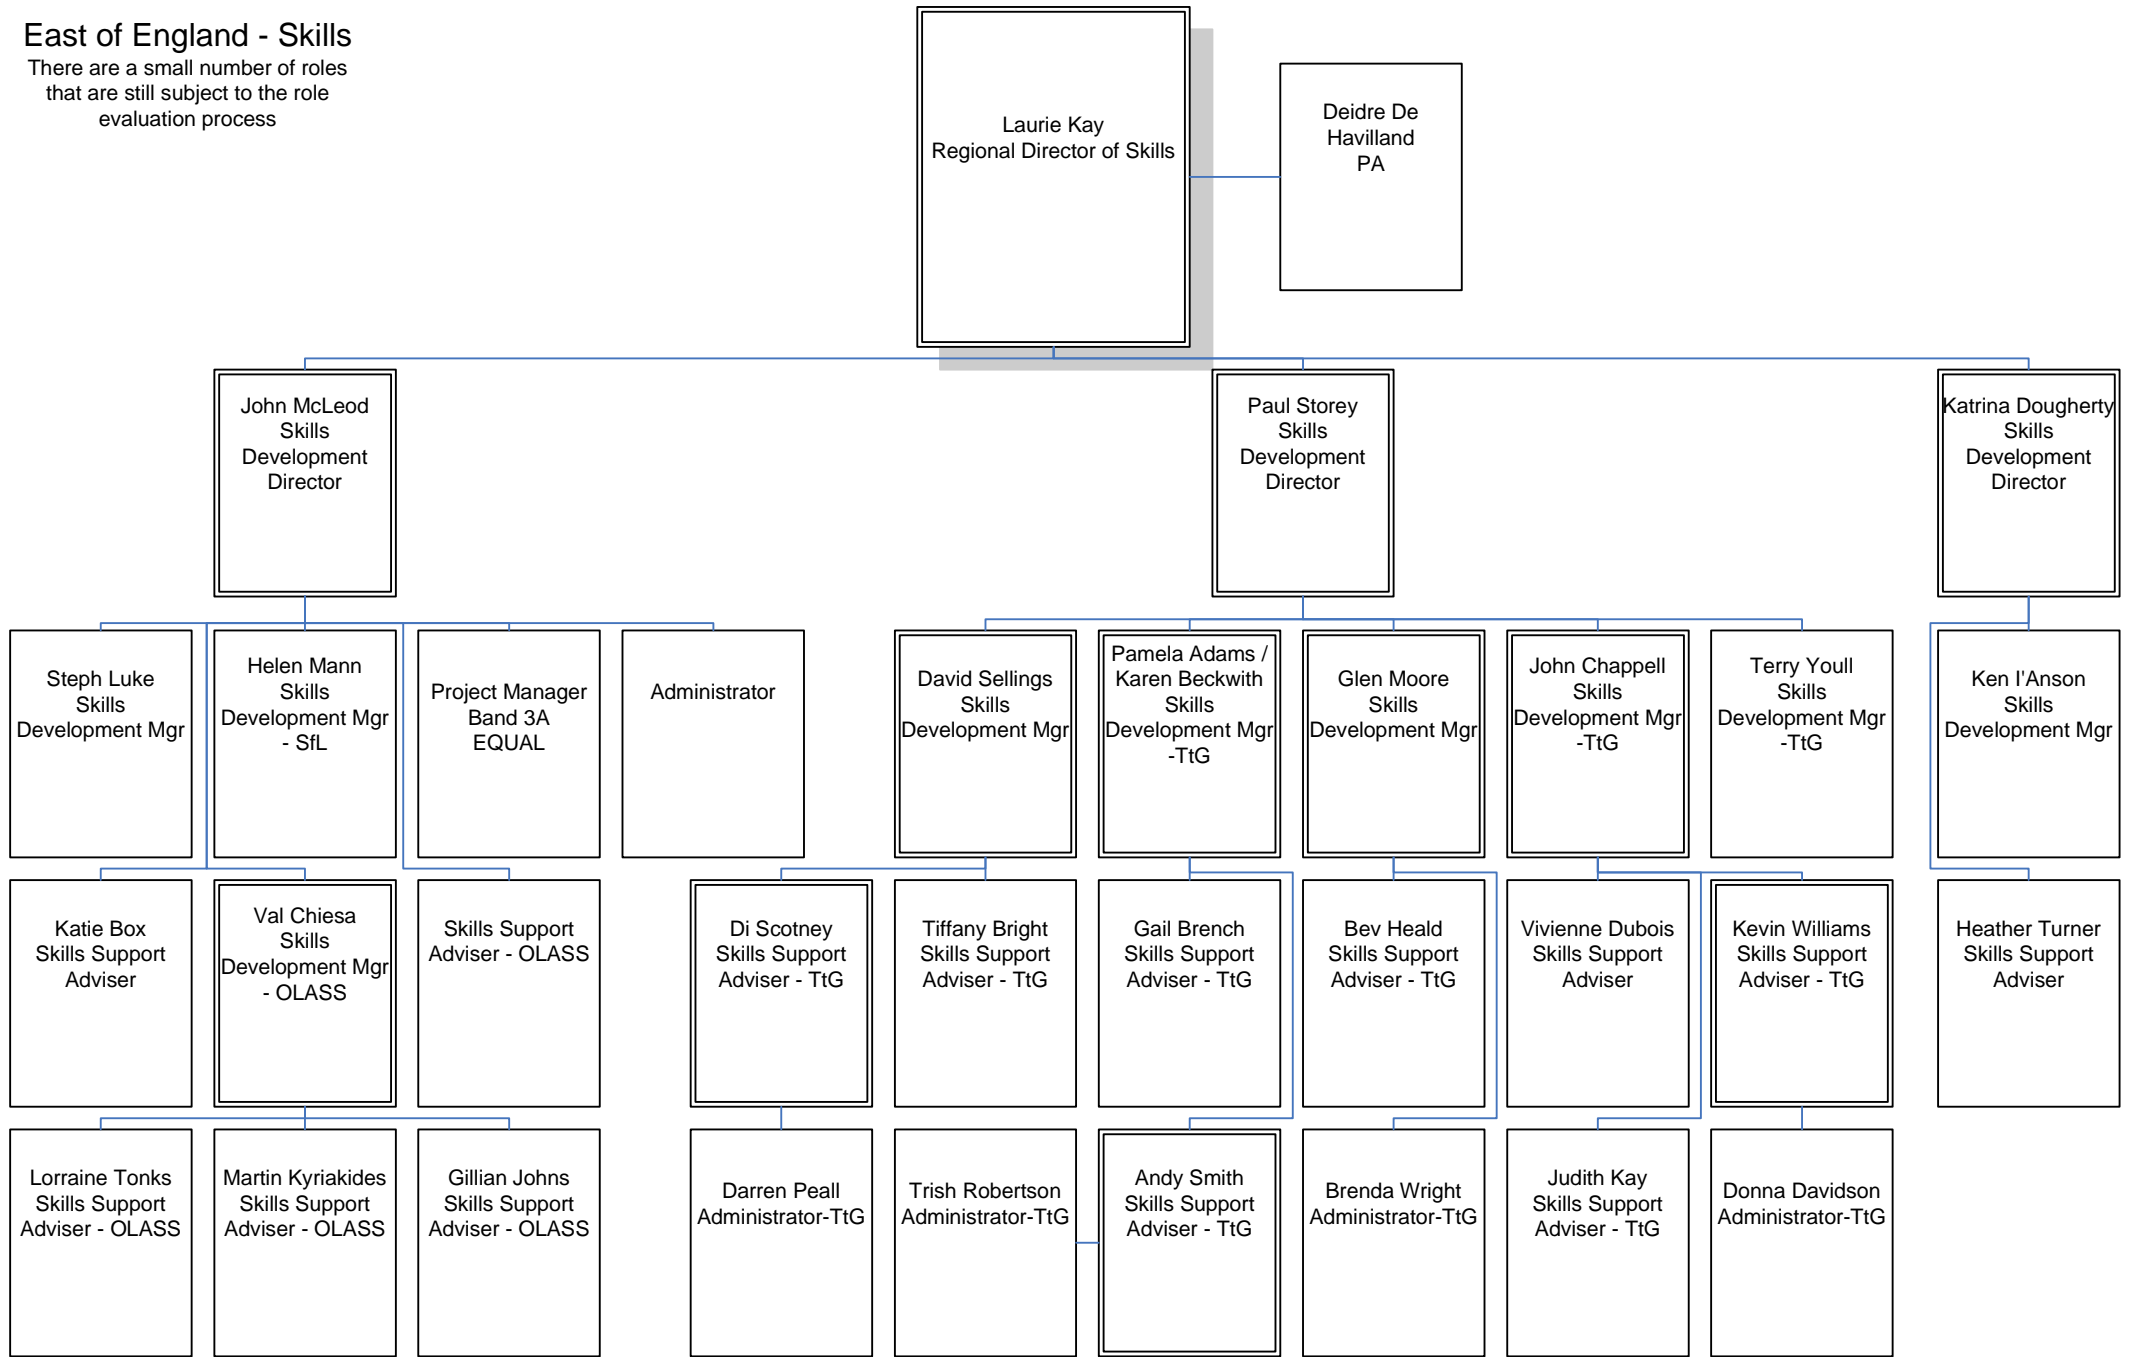 East of England - Skills
There are a small number of roles
that are still subject to the role
evaluation process
Laurie Kay
Regional Director of Skills
Deidre De
Havilland
PA
John McLeod
Skills
Development
Director
Paul Storey
Skills
Development
Director
Katrina Dougherty
Skills
Development
Director
Steph Luke
Skills
Development Mgr
Helen Mann
Skills
Development Mgr
- SfL
Project Manager
Band 3A
EQUAL
Administrator
David Sellings
Skills
Development Mgr
Pamela Adams /
Karen Beckwith
Skills
Development Mgr
-TtG
Glen Moore
Skills
Development Mgr
John Chappell
Skills
Development Mgr
-TtG
Terry Youll
Skills
Development Mgr
-TtG
Ken I'Anson
Skills
Development Mgr
Katie Box
Skills Support
Adviser
Val Chiesa
Skills
Development Mgr
- OLASS
Skills Support
Adviser - OLASS
Di Scotney
Skills Support
Adviser - TtG
Tiffany Bright
Skills Support
Adviser - TtG
Gail Brench
Skills Support
Adviser - TtG
Bev Heald
Skills Support
Adviser - TtG
Vivienne Dubois
Skills Support
Adviser
Kevin Williams
Skills Support
Adviser - TtG
Heather Turner
Skills Support
Adviser
Lorraine Tonks
Skills Support
Adviser - OLASS
Martin Kyriakides
Skills Support
Adviser - OLASS
Gillian Johns
Skills Support
Adviser - OLASS
Darren Peall
Administrator-TtG
Trish Robertson
Administrator-TtG
Andy Smith
Skills Support
Adviser - TtG
Brenda Wright
Administrator-TtG
Judith Kay
Skills Support
Adviser - TtG
Donna Davidson
Administrator-TtG